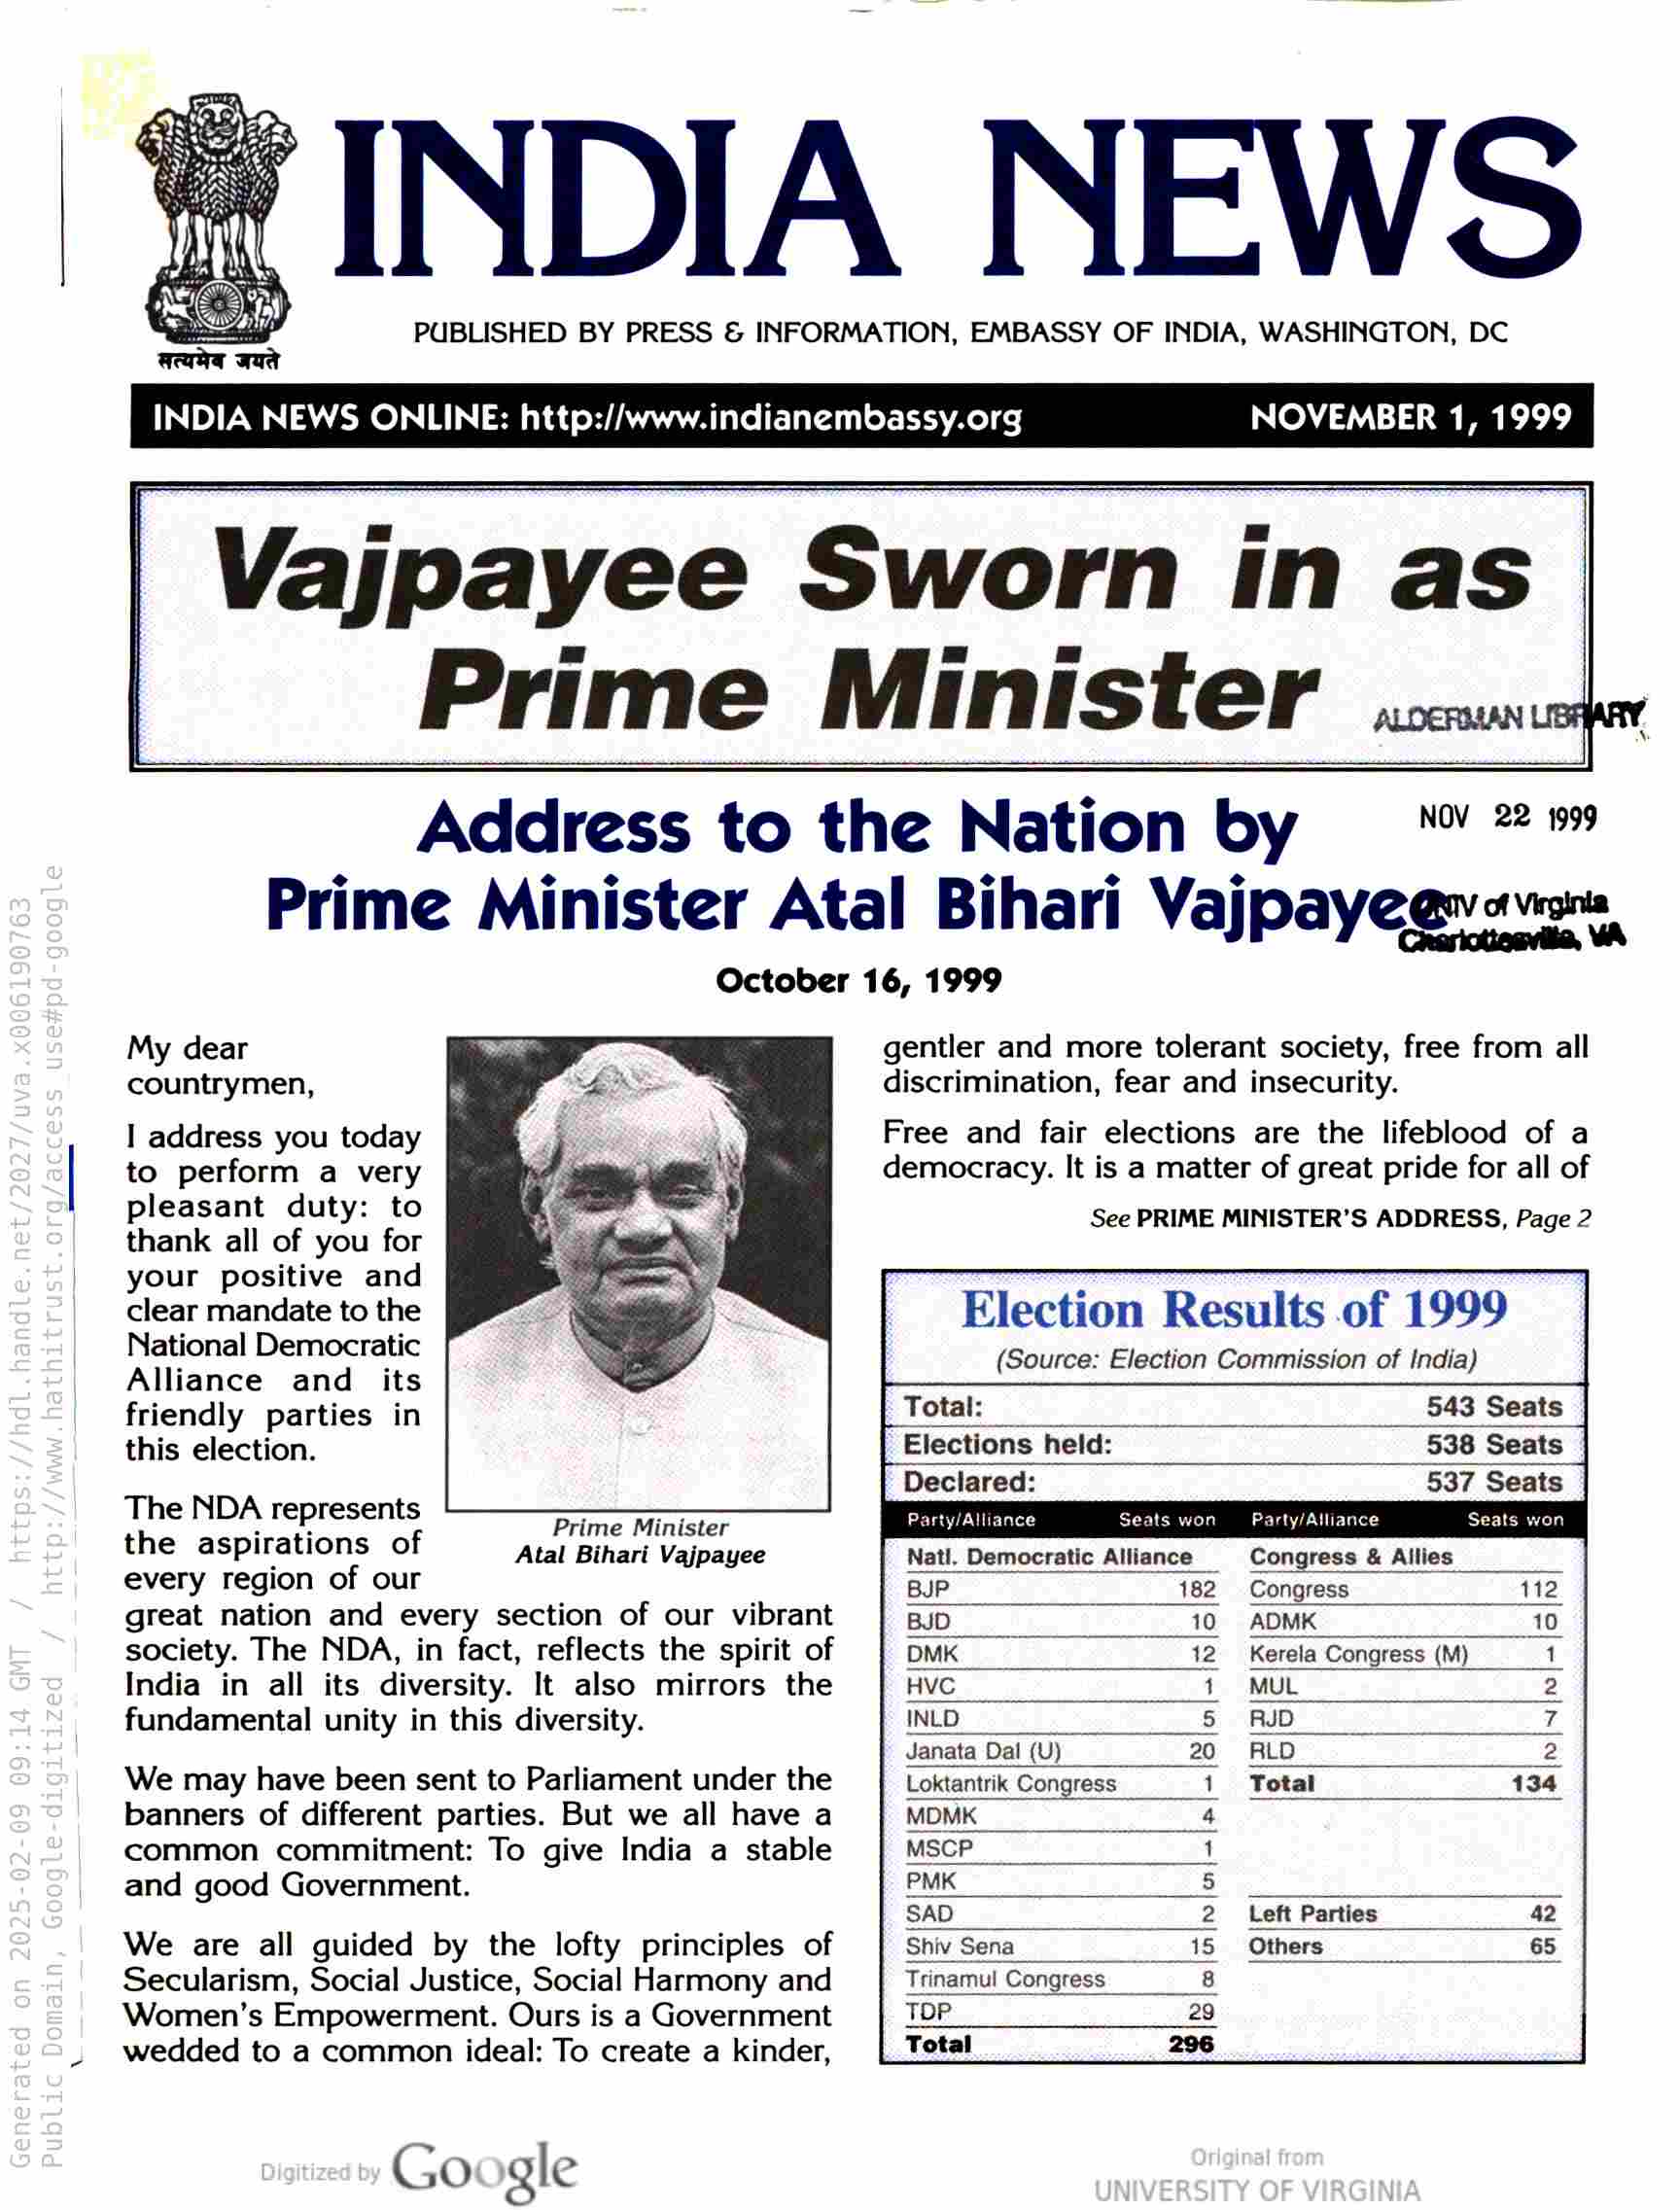 INDIA NEWS
सत्यमेव जयते
PUBLISHED BY PRESS & INFORMATION, EMBASSY OF INDIA, WASHINGTON, DC
INDIA NEWS ONLINE: http://www.indianembassy.org NOVEMBER 1, 1999
Vajpayee Sworn in as
Prime Minister
ALDERMAN LIBRARY
Address to the Nation by
NOV 22 1999
Prime Minister Atal Bihari Vajpayee
UNIV of Virginia
Charlottesville, VA
October 16, 1999
My dear
countrymen,
I address you today
to perform a very
pleasant duty: to
thank all of you for
your positive and
clear mandate to the
National Democratic
Alliance and its
friendly parties in
this election.
The NDA represents
the aspirations of
every region of our
great nation and every section of our vibrant
society. The NDA, in fact, reflects the spirit of
India in all its diversity. It also mirrors the
fundamental unity in this diversity.
We may have been sent to Parliament under the
banners of different parties. But we all have a
common commitment: To give India a stable
and good Government.
We are all guided by the lofty principles of
Secularism, Social Justice, Social Harmony and
Women's Empowerment. Ours is a Government
wedded to a common ideal: To create a kinder,
Prime Minister
Atal Bihari Vajpayee
gentler and more tolerant society, free from all
discrimination, fear and insecurity.
Free and fair elections are the lifeblood of a
democracy. It is a matter of great pride for all of
See PRIME MINISTER'S ADDRESS, Page 2
Election Results of 1999
(Source: Election Commission of India)
Total: 543 Seats
Elections held: 538 Seats
Declared: 537 Seats
Party/Alliance Seats won Party/Alliance Seats won
Natl. Democratic Alliance Congress & Allies
BJP 182 Congress 112
BJD 10 ADMK 10
DMK 12 Kerela Congress (M) 1
HVC 1 MUL 2
INLD 5 RJD 7
Janata Dal (U) 20 RLD 2
Loktantrik Congress 1 Total 134
MDMK 4
MSCP 1
PMK 5
SAD 2 Left Parties 42
Shiv Sena 15 Others 65
Trinamul Congress 8
TDP 29
Total 296
Generated on 2025-02-09 09:14 GMT / https://hdl.handle.net/2027/uva.x006190763
Public Domain, Google-digitized / http://www.hathitrust.org/access_use#pd-google
Digitized by Google
Original from
UNIVERSITY OF VIRGINIA